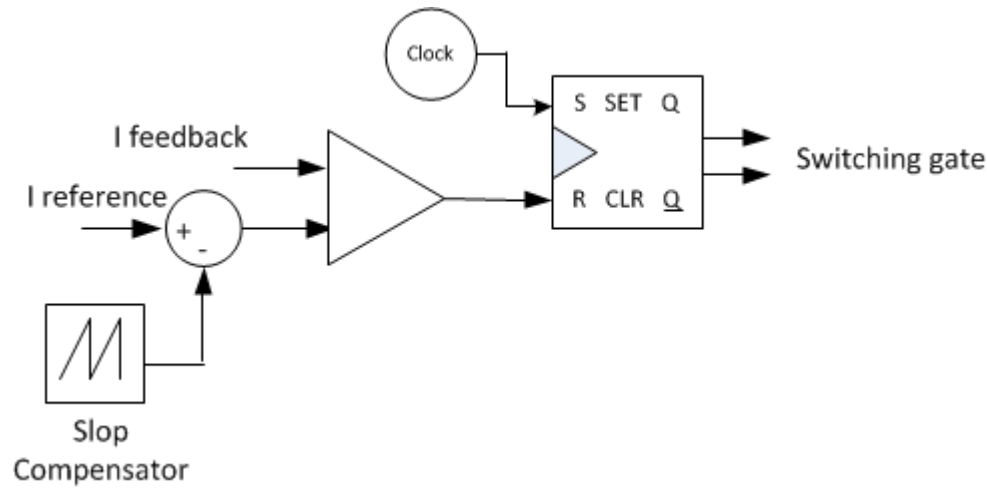 Clock
S SET Q
I feedback
Switching gate
I reference
R CLR Q
+
-
Slop
Compensator